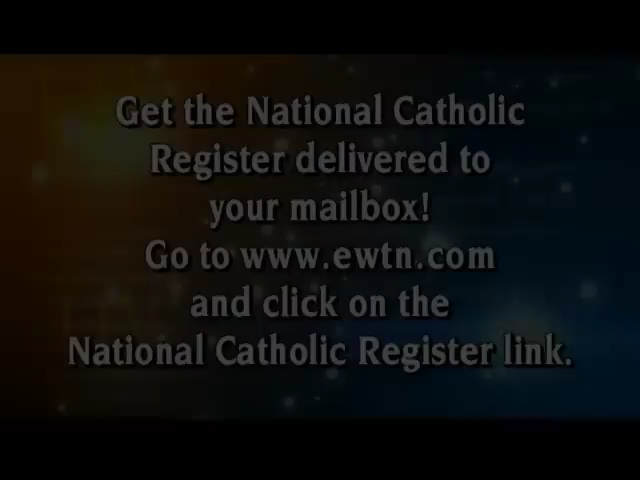 Get the National Catholic
Register delivered to
your mailbox!
Go to www.ewtn.com
and click on the
National Catholic Register link.